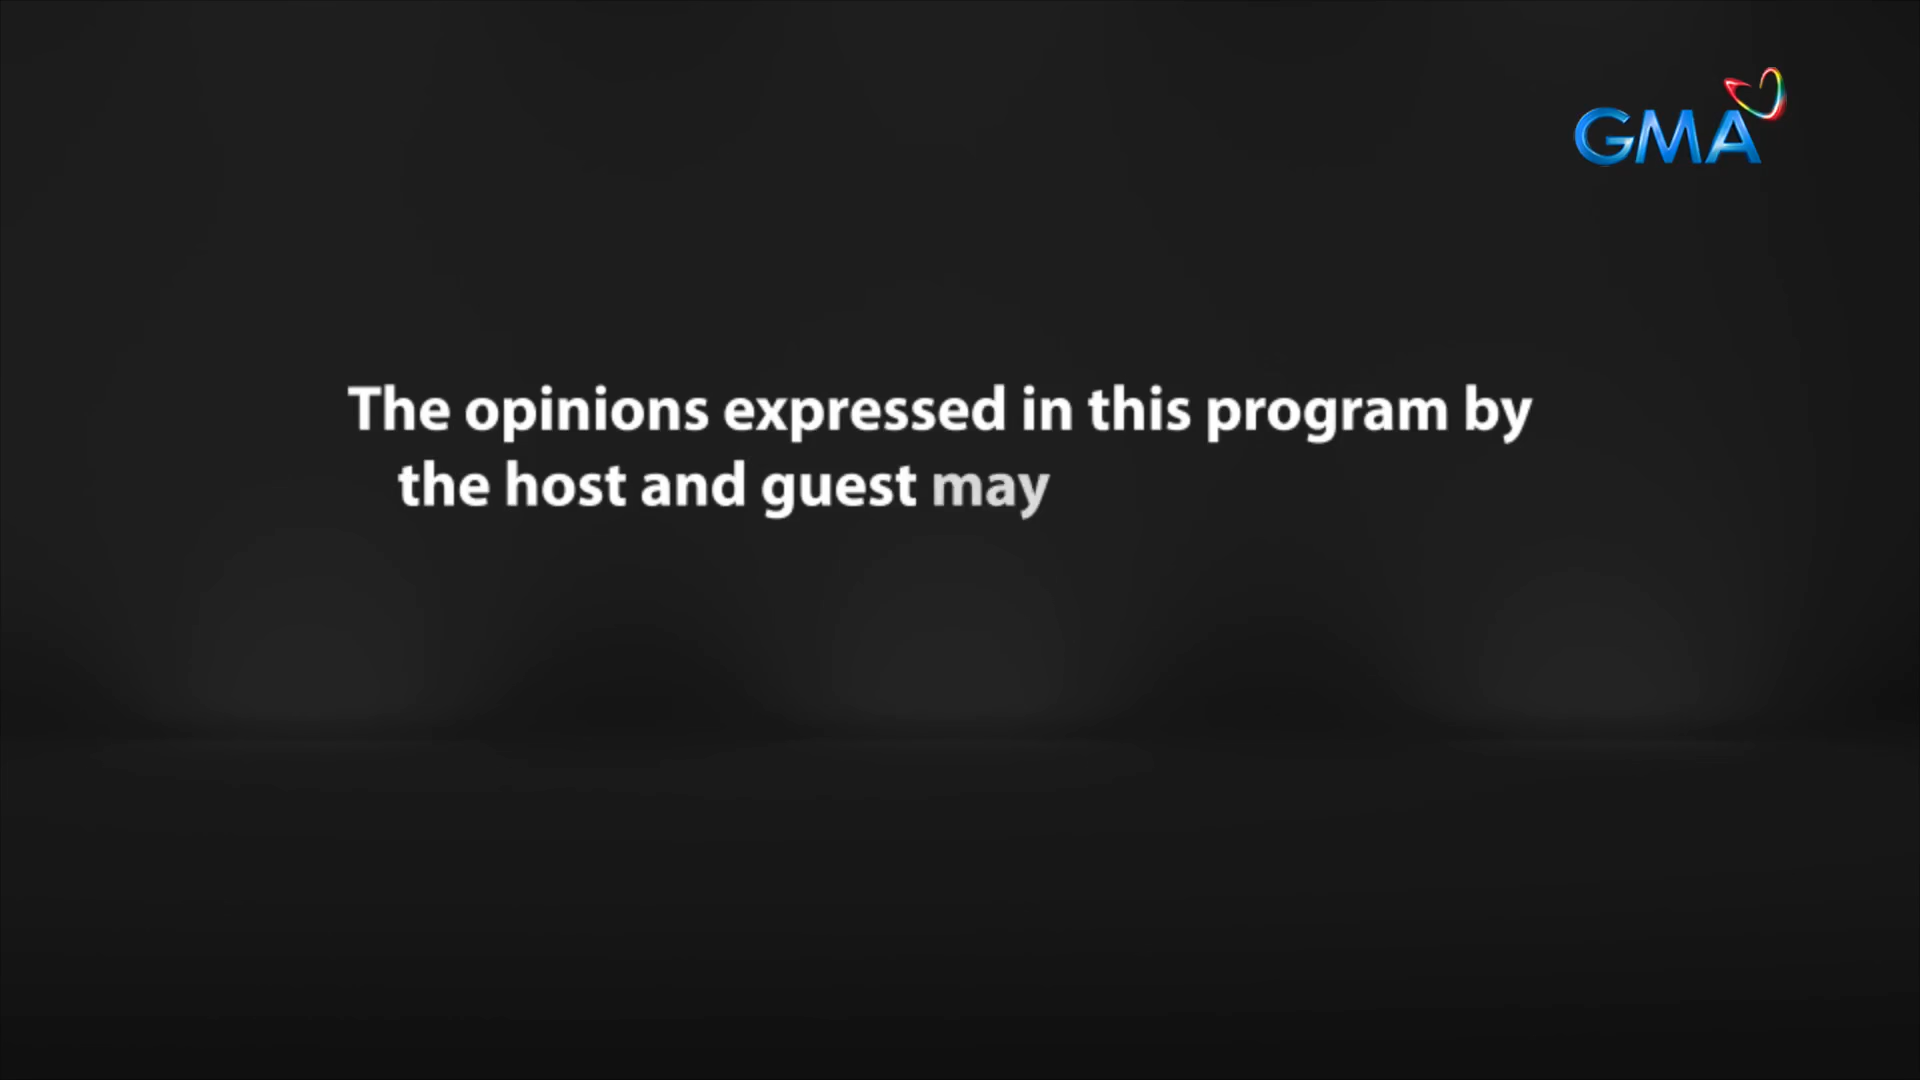 GMA
The opinions expressed in this program by
the host and guest may